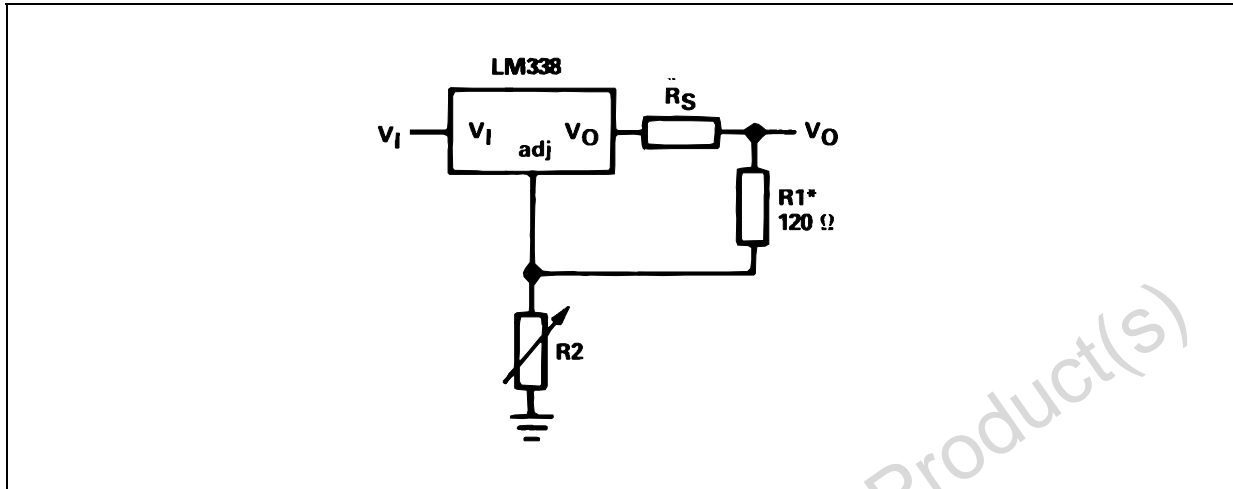 LM338
RS
VI
VI
adj
VO
VO
R1*
120 Ω
R2
Product(s)